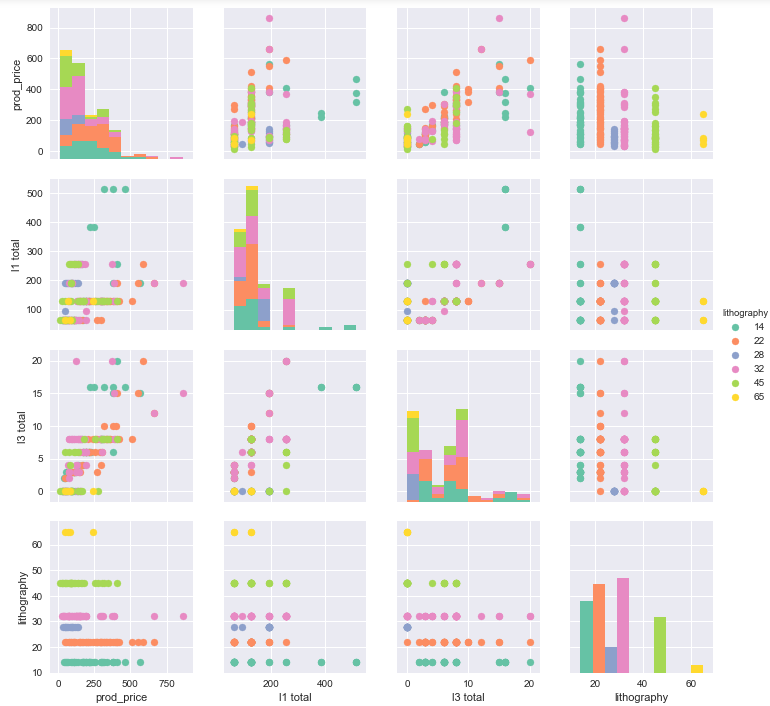 prod_price
800
600
400
200
0
l1 total
500
400
300
200
100
l3 total
20
15
10
5
0
lithography
60
50
40
30
20
10
0 250 500 750
prod_price
200 400
l1 total
0 10 20
l3 total
20 40 60
lithography
lithography
14
22
28
32
45
65